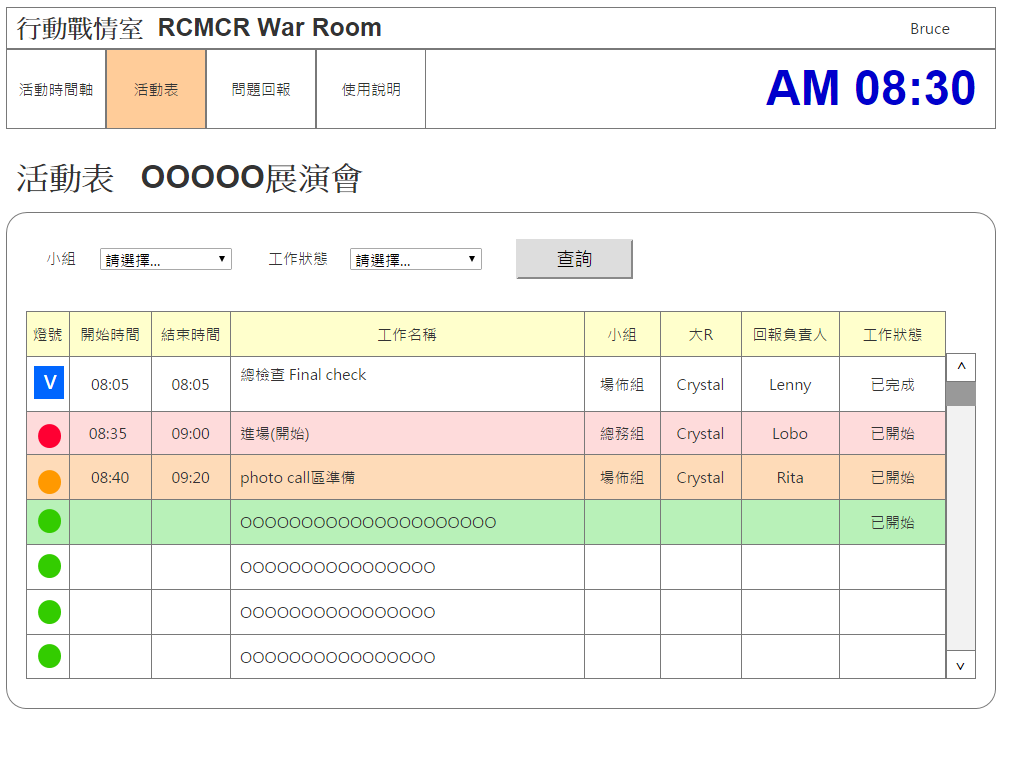 行動戰情室 RCMCR War Room
Bruce
活動時間軸 活動表 問題回報 使用說明
AM 08:30
活動表 OOOOO展演會
小組 請選擇... 工作狀態 請選擇... 查詢
燈號 開始時間 結束時間 工作名稱 小組 大R 回報負責人 工作狀態
V 08:05 08:05 總檢查 Final check 場佈組 Crystal Lenny 已完成
08:35 09:00 進場(開始) 總務組 Crystal Lobo 已開始
08:40 09:20 photo call區準備 場佈組 Crystal Rita 已開始
OOOOOOOOOOOOOOOOOOOOO 已開始
OOOOOOOOOOOOOOOO
OOOOOOOOOOOOOOOO
OOOOOOOOOOOOOOOO